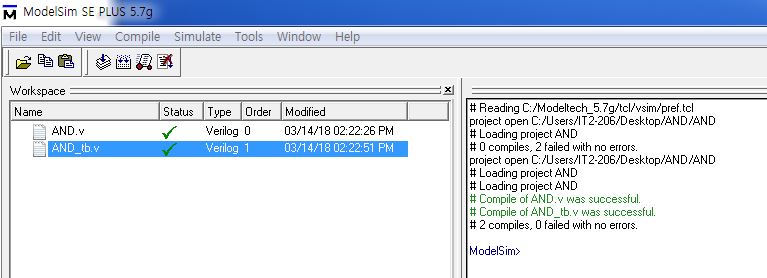 ModelSim SE PLUS 5.7g
File Edit View Compile Simulate Tools Window Help
Workspace
Name Status Type Order Modified
AND.v Verilog 0 03/14/18 02:22:26 PM
AND_tb.v Verilog 1 03/14/18 02:22:51 PM
# Reading C:/Modeltech_5.7g/tcl/vsim/pref.tcl
project open C:/Users/IT2-206/Desktop/AND/AND
# Loading project AND
# 0 compiles, 2 failed with no errors.
project open C:/Users/IT2-206/Desktop/AND/AND
# Loading project AND
# Loading project AND
# Compile of AND.v was successful.
# Compile of AND_tb.v was successful.
# 2 compiles, 0 failed with no errors.
ModelSim>